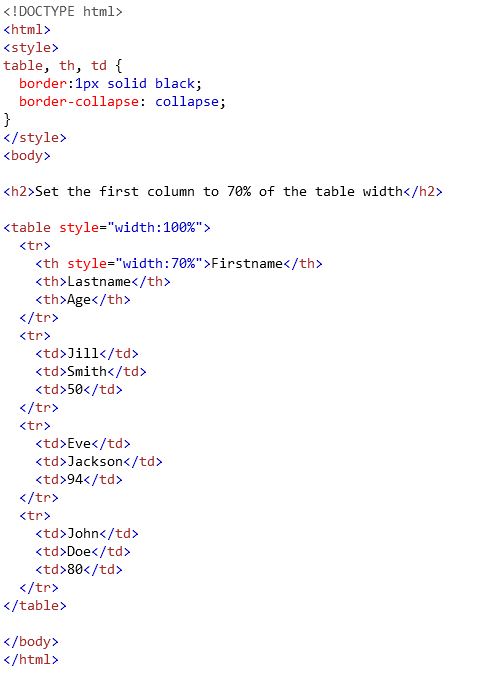 <!DOCTYPE html>
<html>
<style>
table, th, td {
  border:1px solid black;
  border-collapse: collapse;
}
</style>
<body>

<h2>Set the first column to 70% of the table width</h2>

<table style="width:100%">
  <tr>
    <th style="width:70%">Firstname</th>
    <th>Lastname</th>
    <th>Age</th>
  </tr>
  <tr>
    <td>Jill</td>
    <td>Smith</td>
    <td>50</td>
  </tr>
  <tr>
    <td>Eve</td>
    <td>Jackson</td>
    <td>94</td>
  </tr>
  <tr>
    <td>John</td>
    <td>Doe</td>
    <td>80</td>
  </tr>
</table>

</body>
</html>